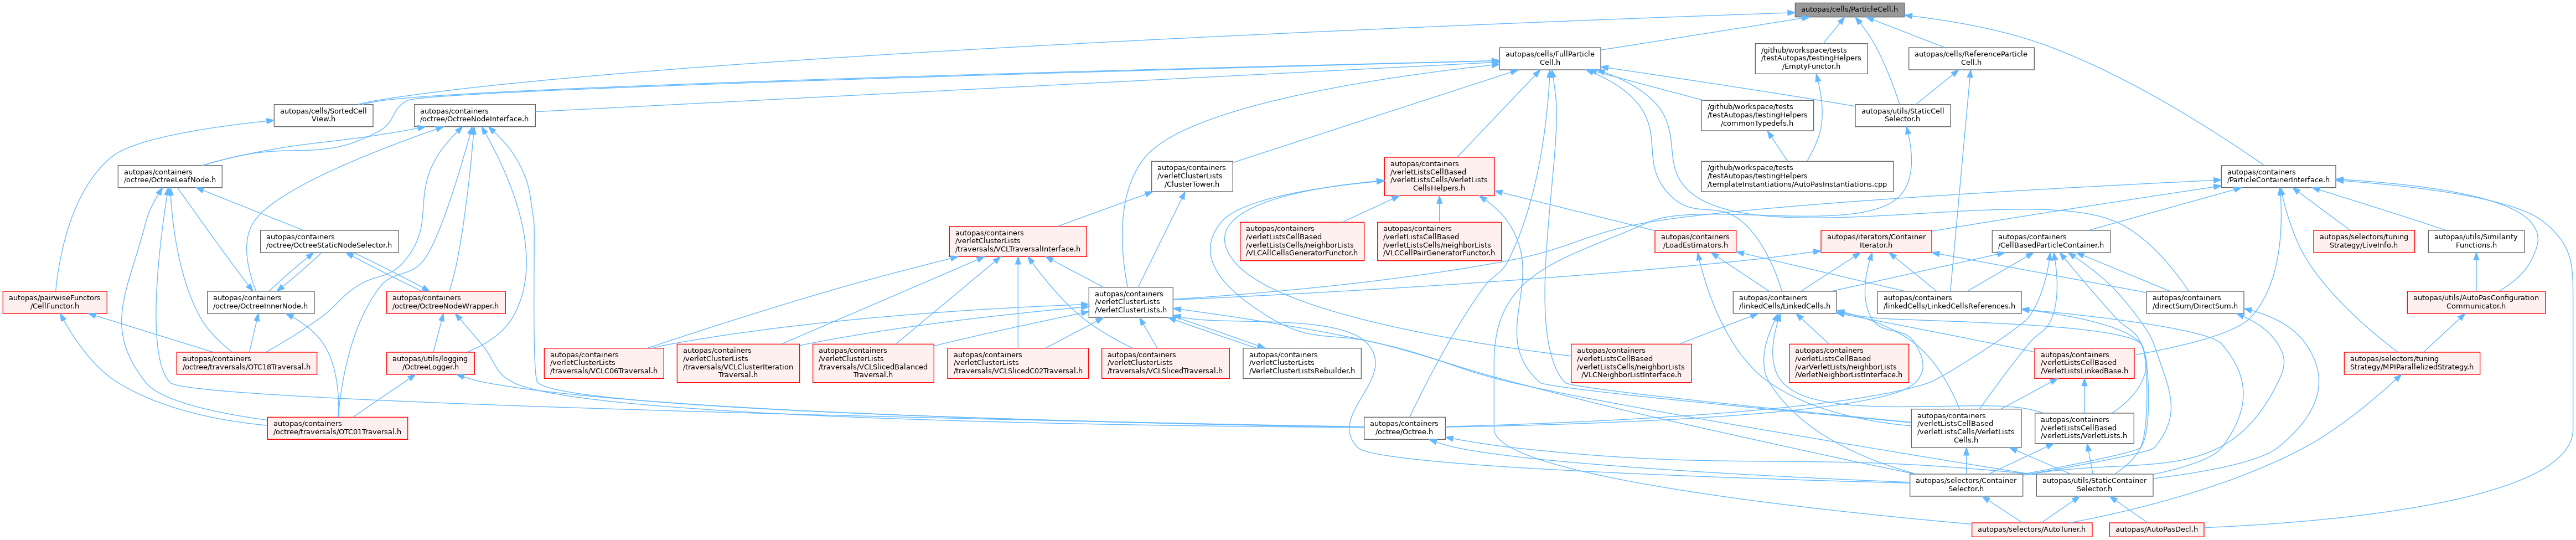 autopas/cells/ParticleCell.h
autopas/cells/FullParticle
Cell.h
/github/workspace/tests
/testAutopas/testingHelpers
/EmptyFunctor.h
autopas/cells/ReferenceParticle
Cell.h
autopas/cells/SortedCell
View.h
autopas/containers
/octree/OctreeNodeInterface.h
/github/workspace/tests
/testAutopas/testingHelpers
/commonTypedefs.h
autopas/utils/StaticCell
Selector.h
autopas/containers
/octree/OctreeLeafNode.h
autopas/containers
/verletClusterLists
/ClusterTower.h
autopas/containers
/verletListsCellBased
/verletListsCells/VerletLists
CellsHelpers.h
/github/workspace/tests
/testAutopas/testingHelpers
/templateInstantiations/AutoPasInstantiations.cpp
autopas/containers
/ParticleContainerInterface.h
autopas/containers
/octree/OctreeStaticNodeSelector.h
autopas/containers
/verletClusterLists
/traversals/VCLTraversalInterface.h
autopas/containers
/verletListsCellBased
/verletListsCells/neighborLists
/VLCAllCellsGeneratorFunctor.h
autopas/containers
/verletListsCellBased
/verletListsCells/neighborLists
/VLCCellPairGeneratorFunctor.h
autopas/containers
/LoadEstimators.h
autopas/iterators/Container
Iterator.h
autopas/containers
/CellBasedParticleContainer.h
autopas/selectors/tuning
Strategy/LiveInfo.h
autopas/utils/Similarity
Functions.h
autopas/pairwiseFunctors
/CellFunctor.h
autopas/containers
/octree/OctreeInnerNode.h
autopas/containers
/octree/OctreeNodeWrapper.h
autopas/containers
/verletClusterLists
/VerletClusterLists.h
autopas/containers
/linkedCells/LinkedCells.h
autopas/containers
/linkedCells/LinkedCellsReferences.h
autopas/containers
/directSum/DirectSum.h
autopas/utils/AutoPasConfiguration
Communicator.h
autopas/containers
/octree/traversals/OTC18Traversal.h
autopas/utils/logging
/OctreeLogger.h
autopas/containers
/verletClusterLists
/traversals/VCLC06Traversal.h
autopas/containers
/verletClusterLists
/traversals/VCLClusterIteration
Traversal.h
autopas/containers
/verletClusterLists
/traversals/VCLSlicedBalanced
Traversal.h
autopas/containers
/verletClusterLists
/traversals/VCLSlicedC02Traversal.h
autopas/containers
/verletClusterLists
/traversals/VCLSlicedTraversal.h
autopas/containers
/verletClusterLists
/VerletClusterListsRebuilder.h
autopas/containers
/verletListsCellBased
/verletListsCells/neighborLists
/VLCNeighborListInterface.h
autopas/containers
/verletListsCellBased
/varVerletLists/neighborLists
/VerletNeighborListInterface.h
autopas/containers
/verletListsCellBased
/VerletListsLinkedBase.h
autopas/selectors/tuning
Strategy/MPIParallelizedStrategy.h
autopas/containers
/octree/traversals/OTC01Traversal.h
autopas/containers
/octree/Octree.h
autopas/containers
/verletListsCellBased
/verletListsCells/VerletLists
Cells.h
autopas/containers
/verletListsCellBased
/verletLists/VerletLists.h
autopas/selectors/Container
Selector.h
autopas/utils/StaticContainer
Selector.h
autopas/selectors/AutoTuner.h
autopas/AutoPasDecl.h